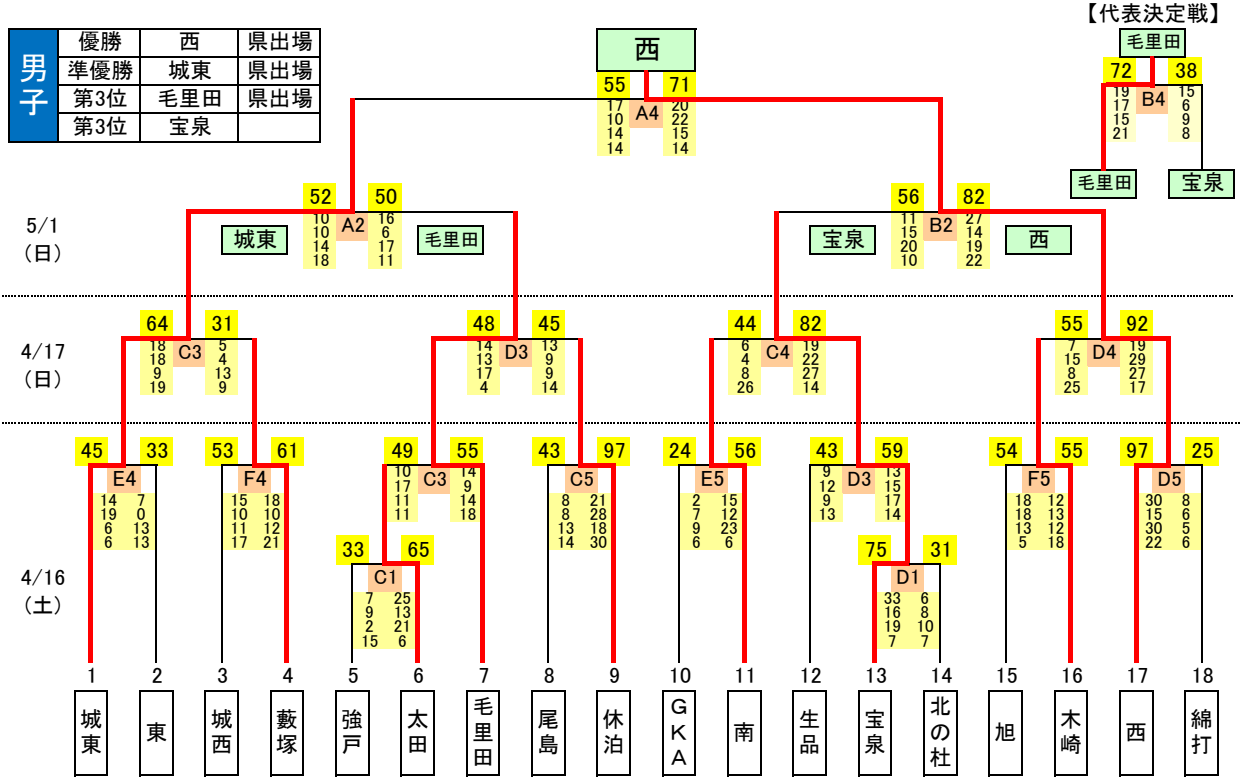 【代表決定戦】
男子
優勝 西 県出場
準優勝 城東 県出場
第3位 毛里田 県出場
第3位 宝泉
西
55 71
A4
17 20
10 22
14 15
14 14
毛里田
72 38
B4
19 15
17 6
15 9
21 8
毛里田 宝泉
5/1
(日)
52 50
A2
10 16
10 6
14 17
18 11
城東 毛里田
56 82
B2
11 27
15 14
20 19
10 22
宝泉 西
4/17
(日)
64 31
C3
18 5
18 4
9 13
19 9
48 45
D3
14 13
13 9
17 9
4 14
44 82
C4
6 19
4 22
8 27
26 14
55 92
D4
7 19
15 29
8 27
25 17
4/16
(土)
45 33
E4
14 7
19 0
6 13
6 13
53 61
F4
15 18
10 10
11 12
17 21
49 55
C3
10 14
17 9
11 14
11 18
43 97
C5
8 21
8 28
13 18
14 30
24 56
E5
2 15
7 12
9 23
6 6
43 59
D3
9 13
12 15
9 17
13 14
54 55
F5
18 12
18 13
13 12
5 18
97 25
D5
30 8
15 6
30 5
22 6
33 65
C1
7 25
9 13
2 21
15 6
75 31
D1
33 6
16 8
19 10
7 7
1 2 3 4 5 6 7 8 9 10 11 12 13 14 15 16 17 18
城東
東
城西
藪塚
強戸
太田
毛里田
尾島
休泊
GKA
南
生品
宝泉
北の杜
旭
木崎
西
綿打